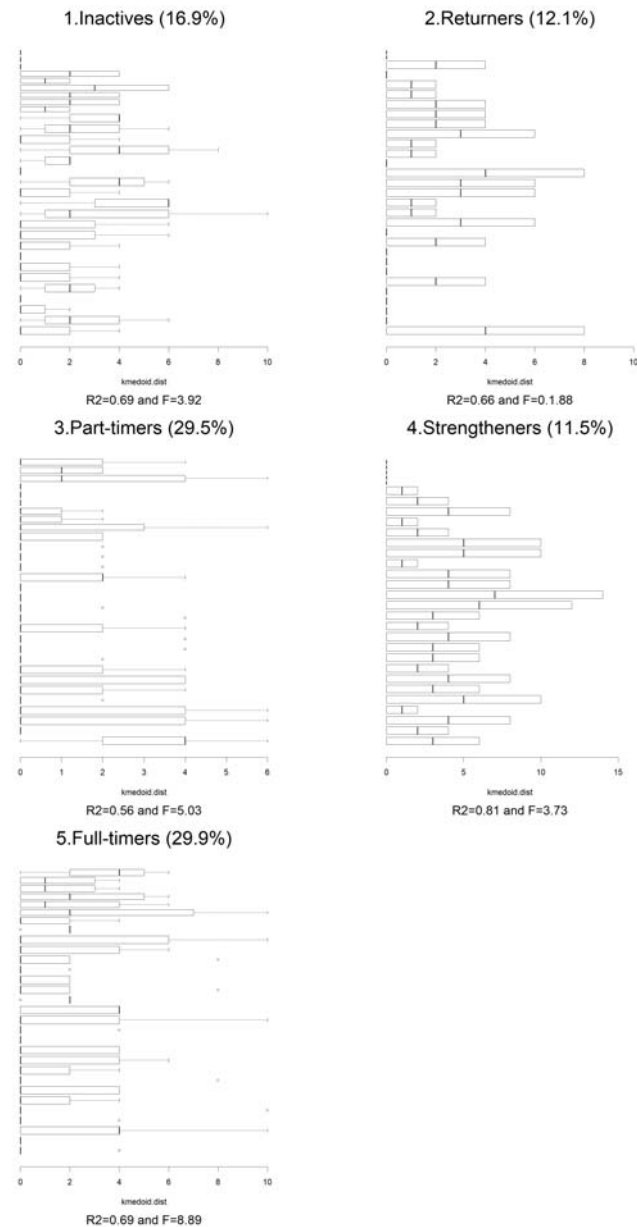 1.Inactives (16.9%)
0 2 4 6 8 10
kmedoid.dist
R2=0.69 and F=3.92
2.Returners (12.1%)
0 2 4 6 8 10
kmedoid.dist
R2=0.66 and F=0.1.88
3.Part-timers (29.5%)
0 1 2 3 4 5 6
kmedoid.dist
R2=0.56 and F=5.03
4.Strengtheners (11.5%)
0 5 10 15
kmedoid.dist
R2=0.81 and F=3.73
5.Full-timers (29.9%)
0 2 4 6 8 10
kmedoid.dist
R2=0.69 and F=8.89